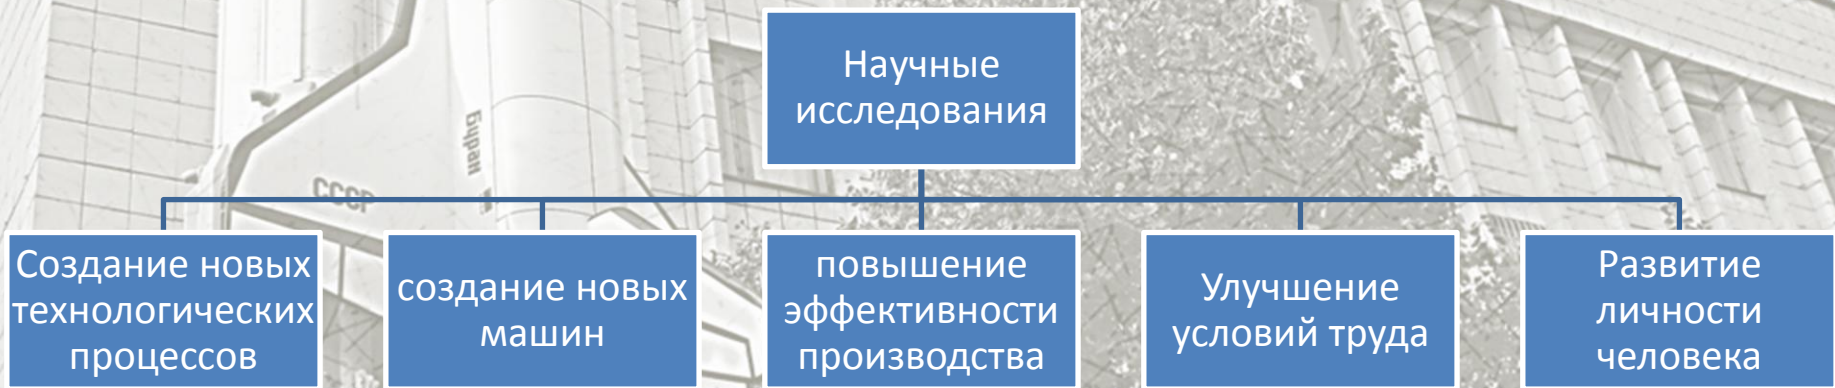 Научные
исследования
Буран
СССР
Создание новых
технологических
процессов
создание новых
машин
повышение
эффективности
производства
Улучшение
условий труда
Развитие
личности
человека